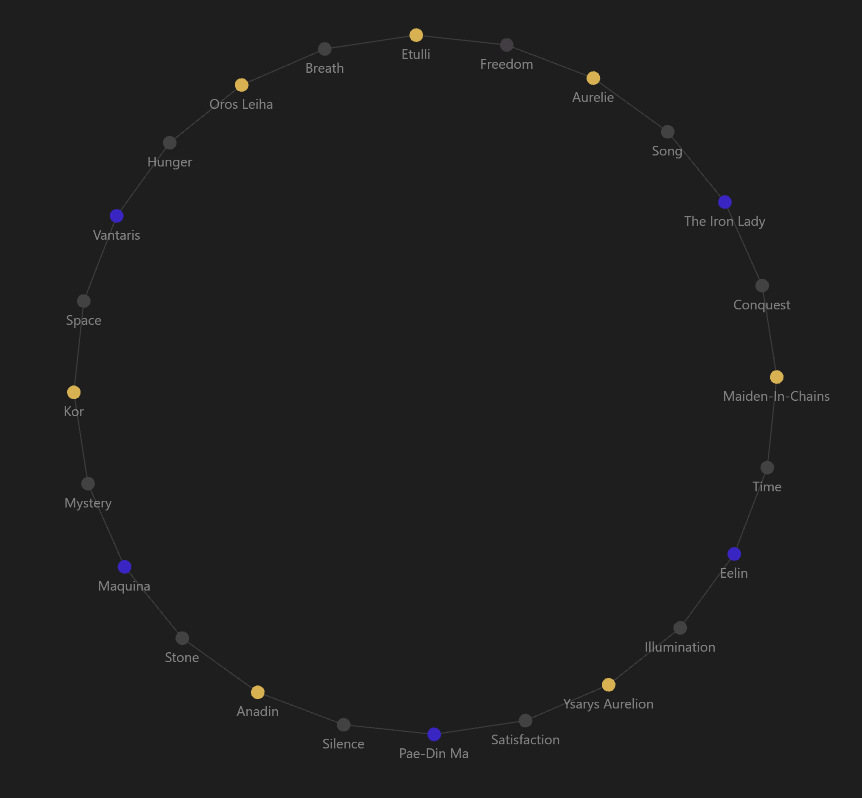 Etulli
Freedom
Breath
Aurelie
Oros Leiha
Song
Hunger
The Iron Lady
Vantaris
Conquest
Space
Maiden-In-Chains
Kor
Time
Mystery
Eelin
Maquina
Illumination
Stone
Ysarys Aurelion
Anadin
Satisfaction
Silence
Pae-Din Ma